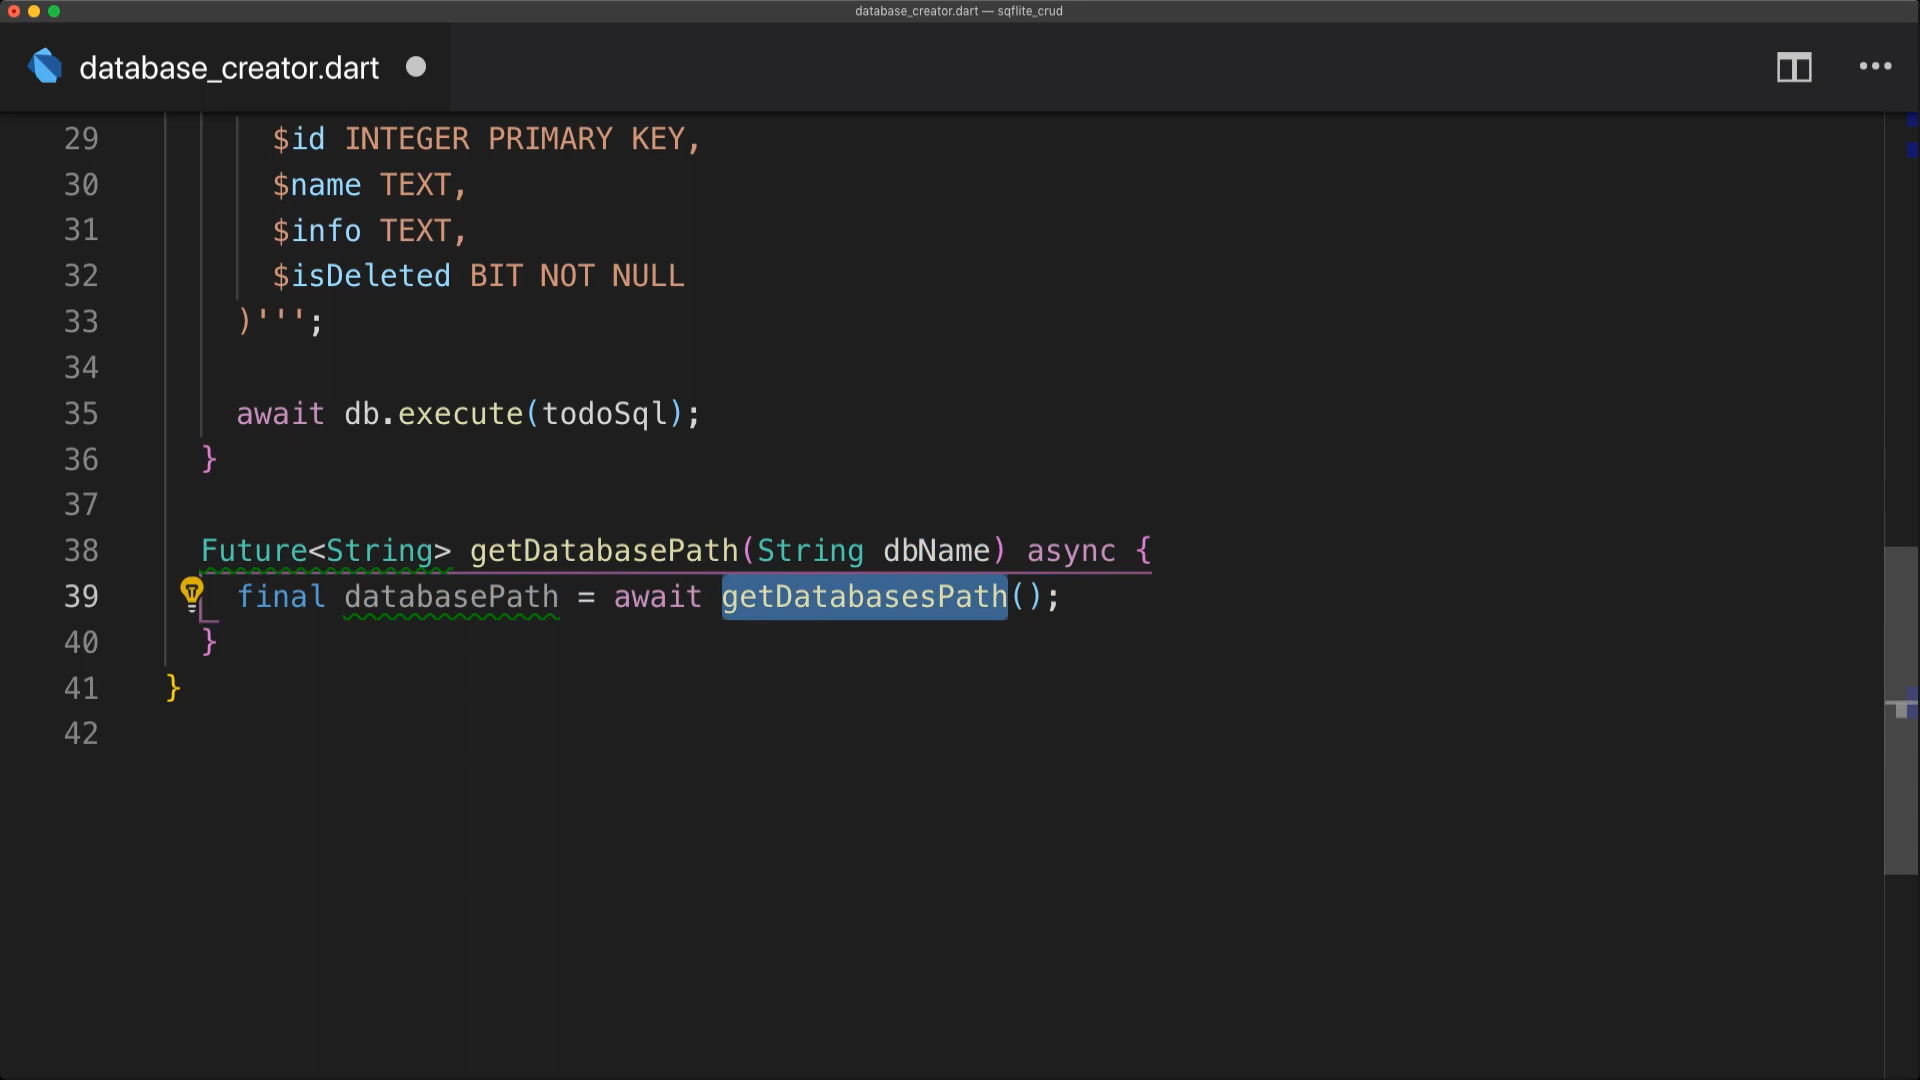 database_creator.dart — sqflite_crud
database_creator.dart
29 $id INTEGER PRIMARY KEY,
30 $name TEXT,
31 $info TEXT,
32 $isDeleted BIT NOT NULL
33 )''';
34
35 await db.execute(todoSql);
36 }
37
38 Future<String> getDatabasePath(String dbName) async {
39 final databasePath = await getDatabasesPath();
40 }
41 }
42